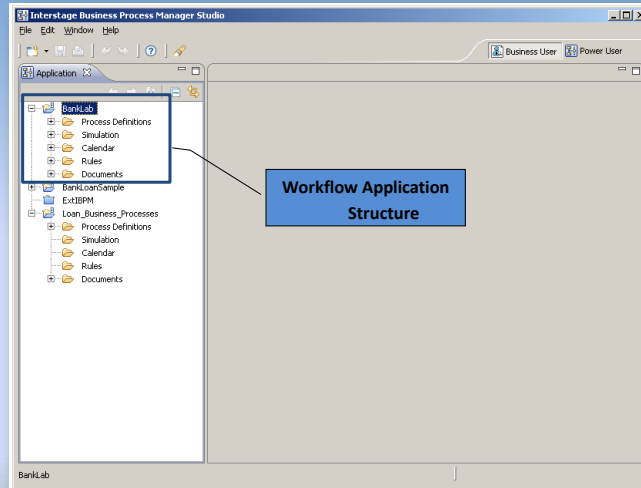 Interstage Business Process Manager Studio
File Edit Window Help
Business User Power User
Application
BankLab
Process Definitions
Simulation
Calendar
Rules
Documents
BankLoanSample
ExtIBPM
Loan_Business_Processes
Process Definitions
Simulation
Calendar
Rules
Documents
Workflow Application
Structure
BankLab